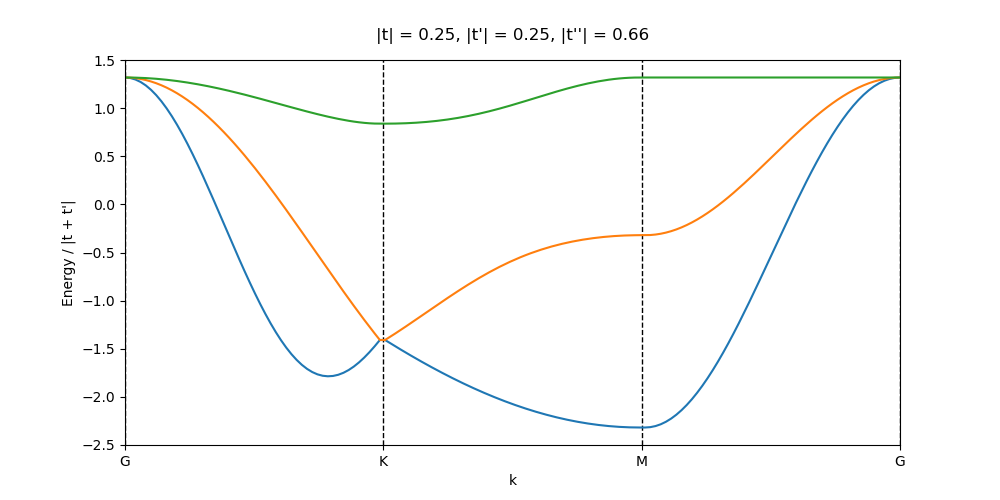 |t| = 0.25, |t'| = 0.25, |t''| = 0.66
1.5
1.0
0.5
0.0
−0.5
−1.0
−1.5
−2.0
−2.5
Energy / |t + t'|
G K M G
k